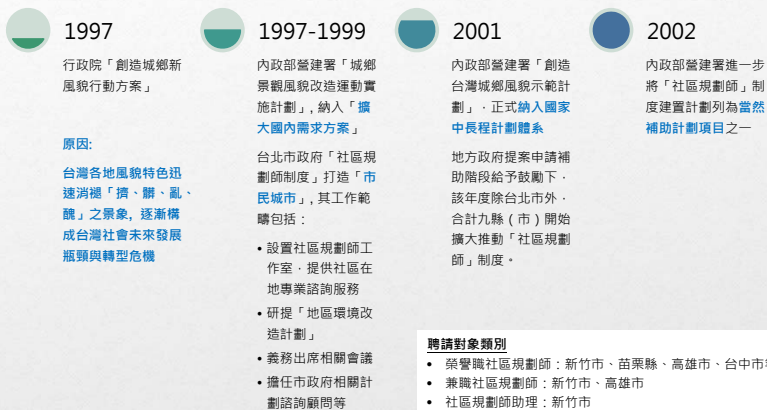 1997
行政院「創造城鄉新
風貌行動方案」
原因:
台灣各地風貌特色迅
速消褪「擠、髒、亂、
醜」之景象, 逐漸構
成台灣社會未來發展
瓶頸與轉型危機
1997-1999
內政部營建署「城鄉
景觀風貌改造運動實
施計劃」, 納入「擴
大國內需求方案」
台北市政府「社區規
劃師制度」打造「市
民城市」, 其工作範
疇包括：
• 設置社區規劃師工
作室，提供社區在
地專業諮詢服務
• 研提「地區環境改
造計劃」
• 義務出席相關會議
• 擔任市政府相關計
劃諮詢顧問等
2001
內政部營建署「創造
台灣城鄉風貌示範計
劃」，正式納入國家
中長程計劃體系
地方政府提案申請補
助階段給予鼓勵下，
該年度除台北市外，
合計九縣（市）開始
擴大推動「社區規劃
師」制度。
2002
內政部營建署進一步
將「社區規劃師」制
度建置計劃列為當然
補助計劃項目之一
聘請對象類別
• 榮譽職社區規劃師：新竹市、苗栗縣、高雄市、台中市
• 兼職社區規劃師：新竹市、高雄市
• 社區規劃師助理：新竹市